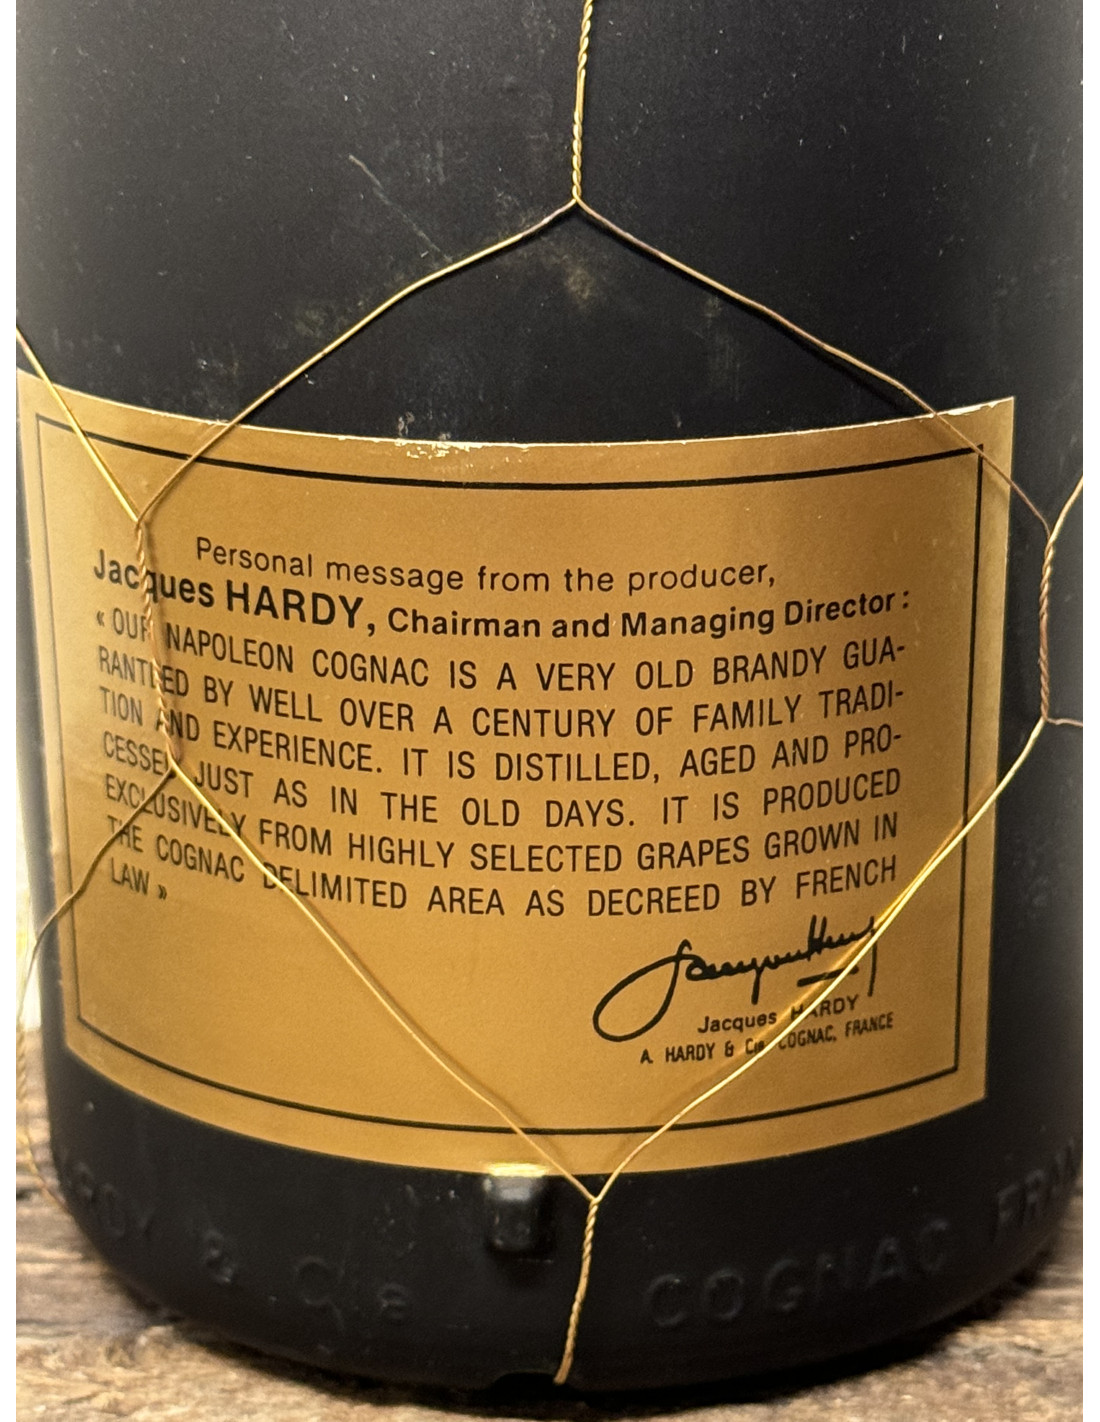 Personal message from the producer,
Jacques HARDY, Chairman and Managing Director :
« OUR NAPOLEON COGNAC IS A VERY OLD BRANDY GUA-
RANTEED BY WELL OVER A CENTURY OF FAMILY TRADI-
TION AND EXPERIENCE. IT IS DISTILLED, AGED AND PRO-
CESSED JUST AS IN THE OLD DAYS. IT IS PRODUCED
EXCLUSIVELY FROM HIGHLY SELECTED GRAPES GROWN IN
THE COGNAC DELIMITED AREA AS DECREED BY FRENCH
LAW »
Jacques HARDY
A. HARDY & Cie COGNAC, FRANCE
& Cie COGNAC